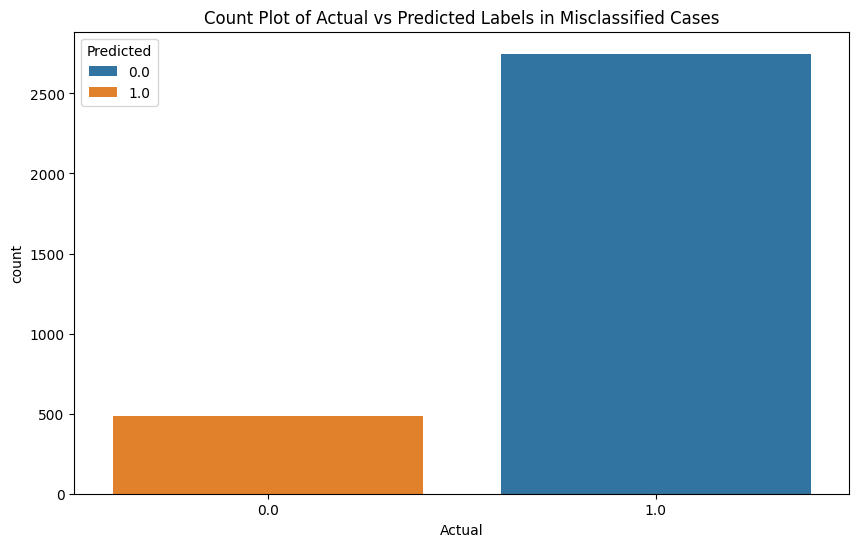 Count Plot of Actual vs Predicted Labels in Misclassified Cases
Predicted
0.0
1.0
2500
2000
1500
1000
500
0
count
0.0
1.0
Actual